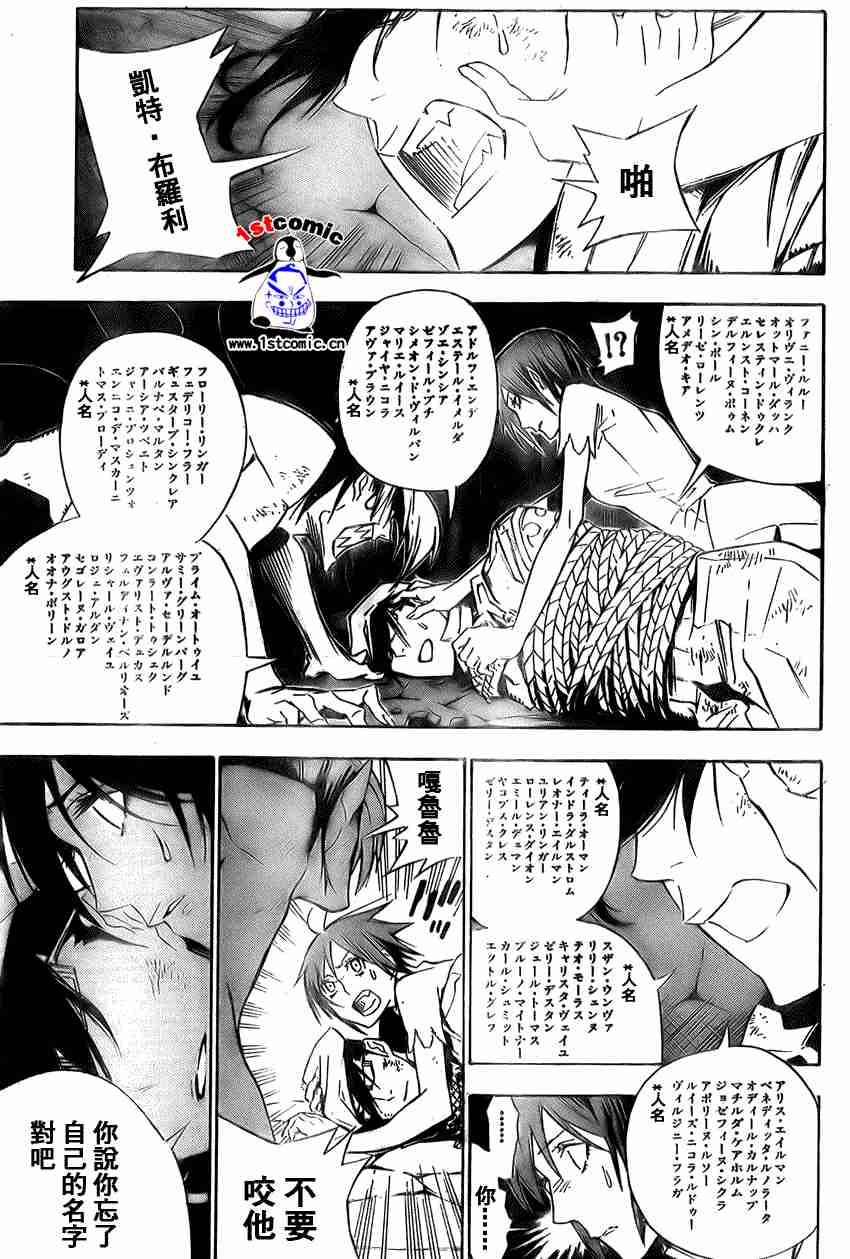 啪
凱特・布羅利
1stcomic
www.1stcomic.cn
!?
ファニー・ルルー
オリヴニ・ヴィランク
オットマール・ダッハ
セレスティン・ドゥクレ
エルンスト・コーネン
デルフィーヌ・ボゥム
シン・ポール
リーゼ・ローレンツ
アメデオ・キア
*人名
アドルフ・エンデ
エステール・イメルダ
ゾエ・シンシア
ゼフィール・プチ
シメオン・ド・ヴィルバン
マリエ・ルイース
ジャイヤ・ニコラ
アヴァ・ブラウン
*人名
フローリー・リンガー
フェデリコー・フラー
ギュスターブ・シンクレア
バルナベ・マルタン
アーシア・ツベエト
ジャンニ・プロシェンツォ
エンニコ・デ・マスカーニ
トマス・ブローディ
*人名
プライム・オートゥイユ
サミー・グリーンバーグ
アルヴァ・セーデルルンド
コンラート・トゥシェク
エヴァリスト・デュカス
フェルディナン・ベルリオーズ
リシャール・ヴェイユ
ロジェ・アルダン
セゴレーヌ・ガロア
アウグスト・ドルノ
オオナ・ポリーン
*人名
*人名
ティーラ・オーマン
インドラ・ダルストロム
レオナー・エイルマン
ユリアン・リンガー
ローレンス・ダイオン
エミール・デュマン
ヤコブス・クレス
ゼリー・デスタン
スザン・ウンヴァ
リリー・シェンヌ
テオ・モーラス
キャリスタ・ヴェイユ
ゼリー・デスタン
ジュール・トーマス
ブルーノ・マイトナー
カール・シュミット
エットル・グレフ
*人名
嘎魯魯
不要
咬他
アリス・エイルマン
ベネディッタ・ルノラータ
オディール・カルナップ
マチルダ・ケアホルム
ジョゼフィーヌ・シクラ
アポリーヌ・ルソー
ルイーズ・ニコラ・ルドゥー
ヴィルジニー・フラガ
*人名
……
你……
你說你忘了
自己的名字
對吧